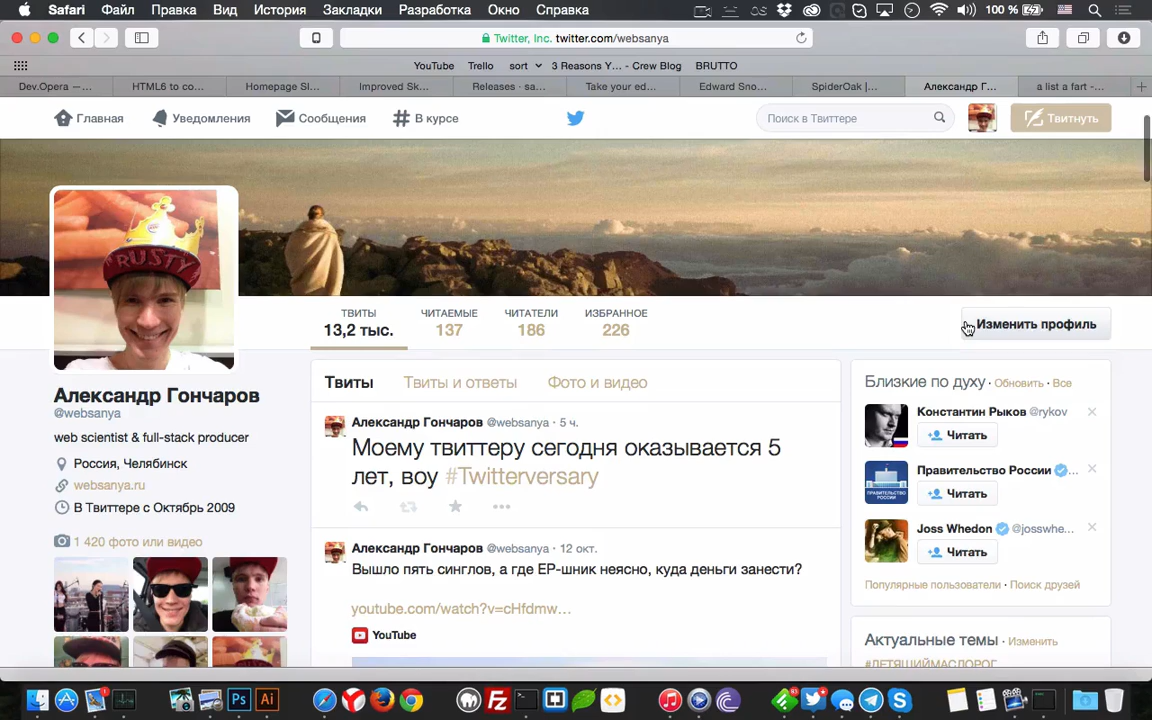 Safari Файл Правка Вид История Закладки Разработка Окно Справка 100 %
Twitter, Inc. twitter.com/websanya
YouTube Trello sort 3 Reasons Y... – Crew Blog BRUTTO
Dev.Opera — ... HTML6 to co... Homepage Sl... Improved Sk... Releases · sa... Take your ed... Edward Sno... SpiderOak |... Александр Г... a list a fart -...
Главная Уведомления Сообщения В курсе Поиск в Твиттере Твитнуть
RUSTY
ТВИТЫ ЧИТАЕМЫЕ ЧИТАТЕЛИ ИЗБРАННОЕ
13,2 тыс. 137 186 226
Изменить профиль
Александр Гончаров
@websanya
web scientist & full-stack producer
Россия, Челябинск
websanya.ru
В Твиттере с Октябрь 2009
1 420 фото или видео
Твиты Твиты и ответы Фото и видео
Александр Гончаров @websanya · 5 ч.
Моему твиттеру сегодня оказывается 5
лет, воу #Twitterversary
Александр Гончаров @websanya · 12 окт.
Вышло пять синглов, а где EP-шник неясно, куда деньги занести?
youtube.com/watch?v=cHfdmw...
YouTube
Близкие по духу · Обновить · Все
Константин Рыков @rykov
Читать
Правительство России ...
Читать
Joss Whedon @josswhe...
Читать
Популярные пользователи · Поиск друзей
Актуальные темы · Изменить
#ЛЕТЯЩИЙМАСЛОРОГ